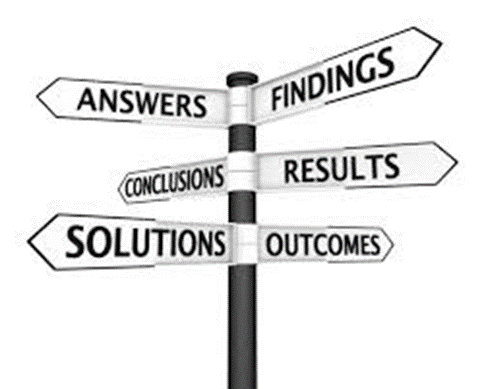 ANSWERS
FINDINGS
CONCLUSIONS
RESULTS
SOLUTIONS
OUTCOMES